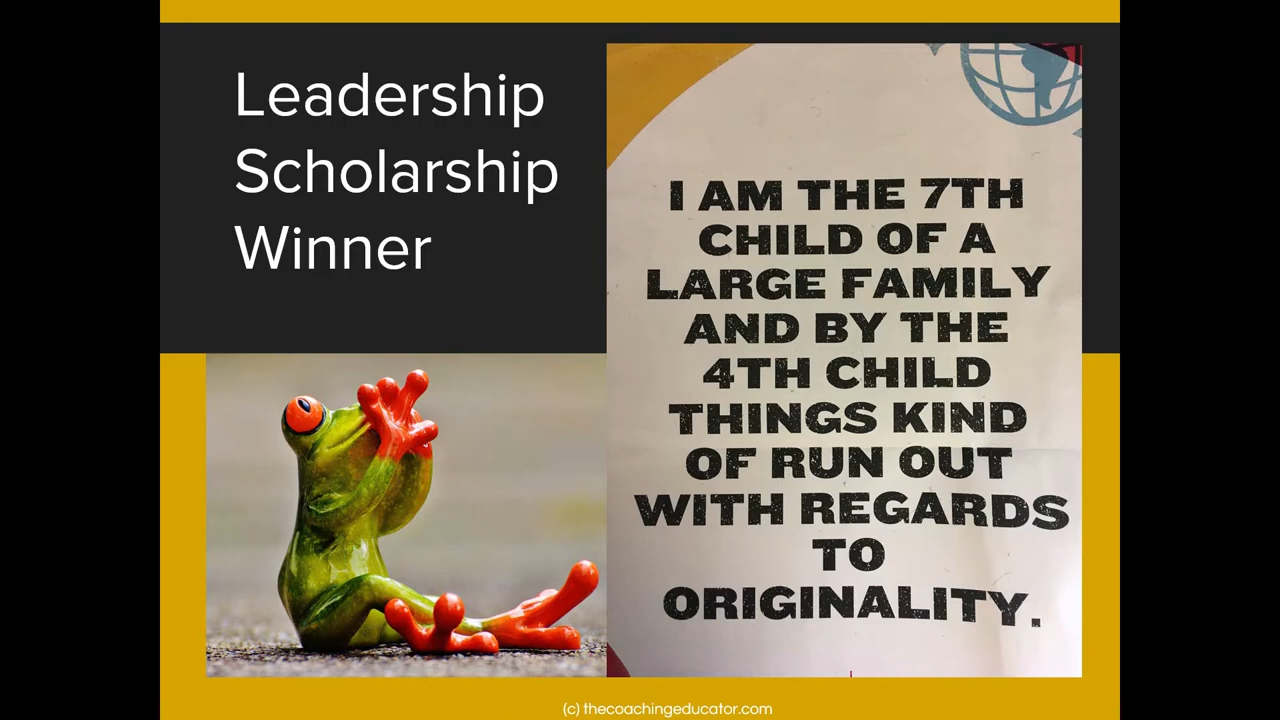 Leadership
Scholarship
Winner
I AM THE 7TH
CHILD OF A
LARGE FAMILY
AND BY THE
4TH CHILD
THINGS KIND
OF RUN OUT
WITH REGARDS
TO
ORIGINALITY.
(c) thecoachingeducator.com